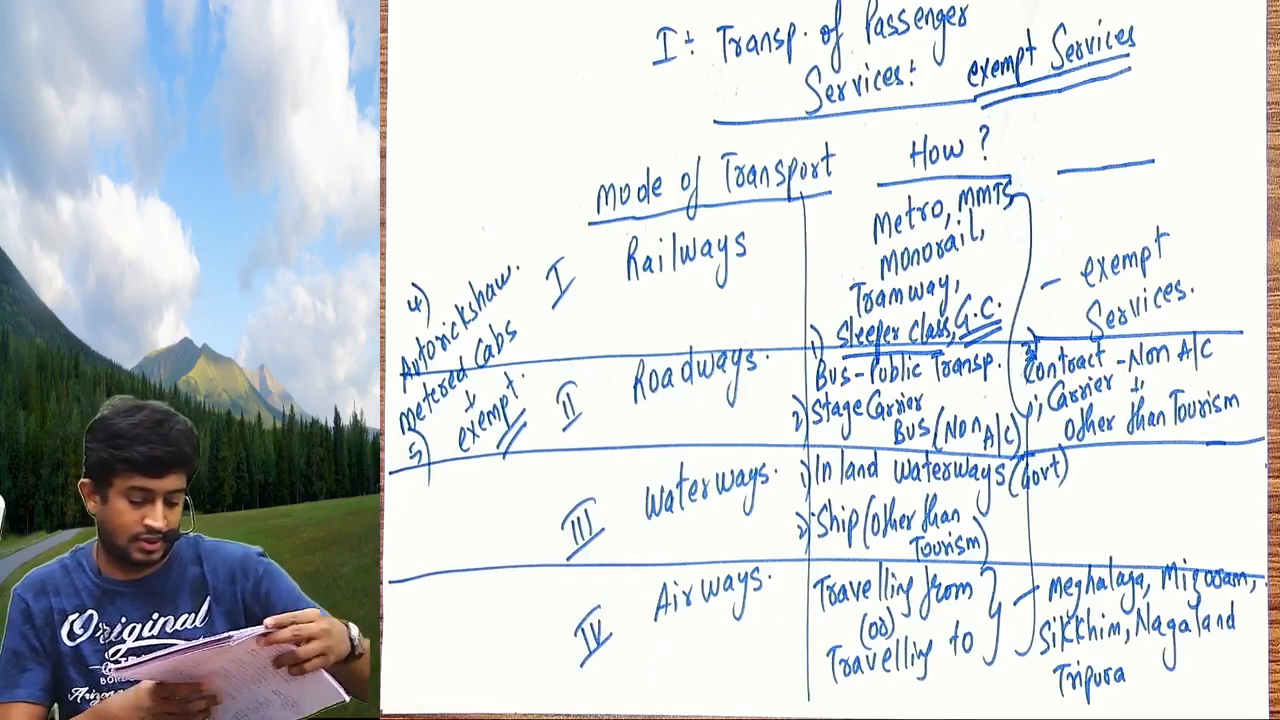 I:- Transp. of Passenger
Services:- exempt Services
Mode of Transport
How?
I Railways
Metro, MMTS
Monorail,
Tramway,
Sleeper class, G.C.
- exempt
Services.
II Roadways.
1) Bus - Public Transp.
2) Stage Carrier
Bus (Non A/C)
3) Contract - Non A/C
Carrier
Other than Tourism
4)
Autorickshaw.
Metered Cabs
exempt.
5)
III Waterways.
1) Inland Waterways (Govt)
2) Ship (Other than
Tourism)
IV Airways.
Travelling from
(or)
Travelling to
- Meghalaya, Mizoram,
Sikkhim, Nagaland
Tripura
Original
Arizona